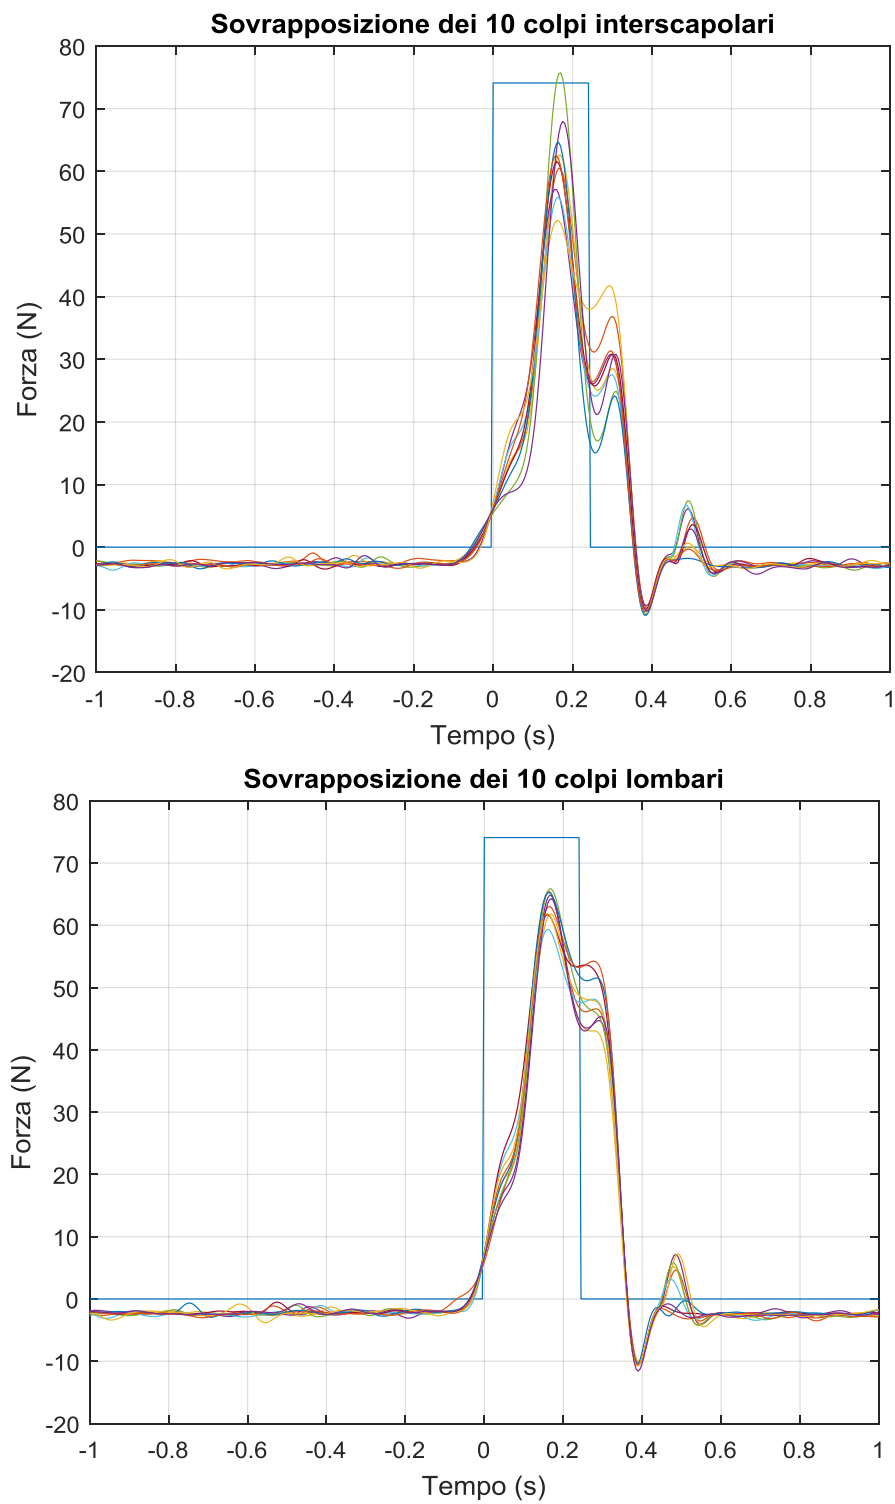 Sovrapposizione dei 10 colpi interscapolari
80
70
60
50
40
30
20
10
0
-10
-20
Forza (N)
-1 -0.8 -0.6 -0.4 -0.2 0 0.2 0.4 0.6 0.8 1
Tempo (s)
Sovrapposizione dei 10 colpi lombari
80
70
60
50
40
30
20
10
0
-10
-20
Forza (N)
-1 -0.8 -0.6 -0.4 -0.2 0 0.2 0.4 0.6 0.8 1
Tempo (s)